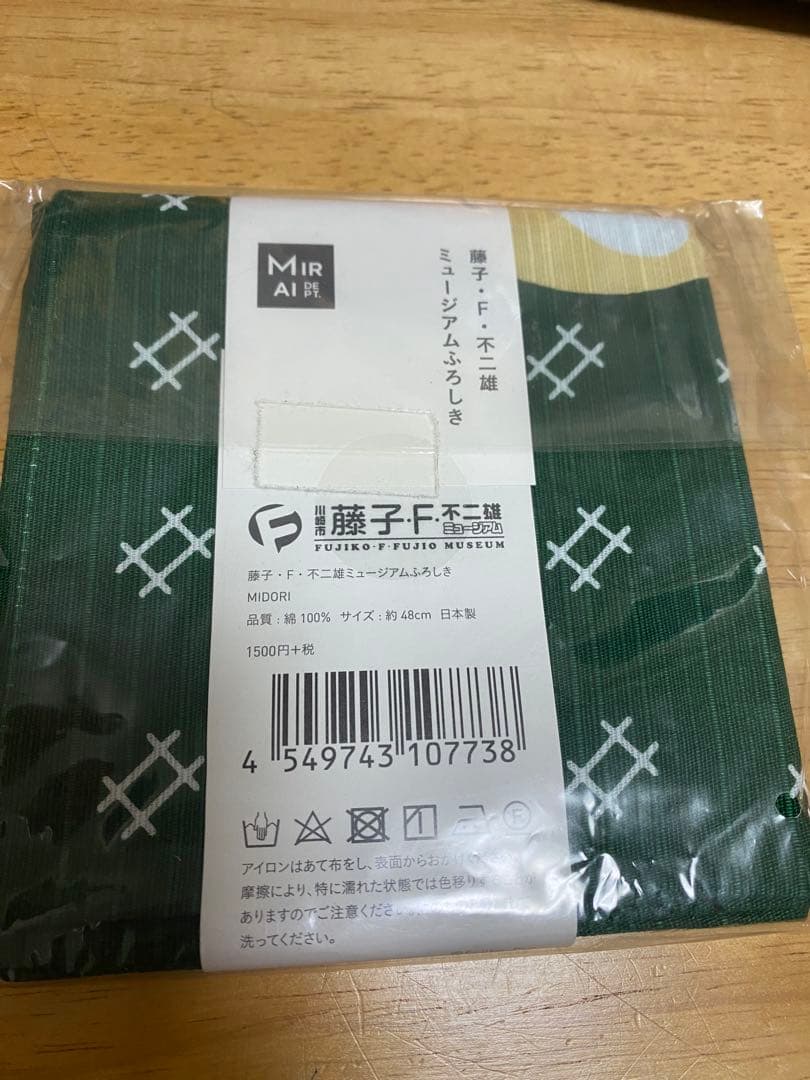 MIR
AI DE
PT.
藤子・F・不二雄
ミュージアムふろしき
川崎市
藤子・F・不二雄
ミュージアム
FUJIKO・F・FUJIO MUSEUM
藤子・F・不二雄ミュージアムふろしき
MIDORI
品質:綿 100% サイズ:約 48cm 日本製
1500円+税
4 549743 107738
1
F
アイロンはあて布をし、表面からおかけ
摩擦により、特に濡れた状態では色移り
ありますのでご注意ください。
洗ってください。